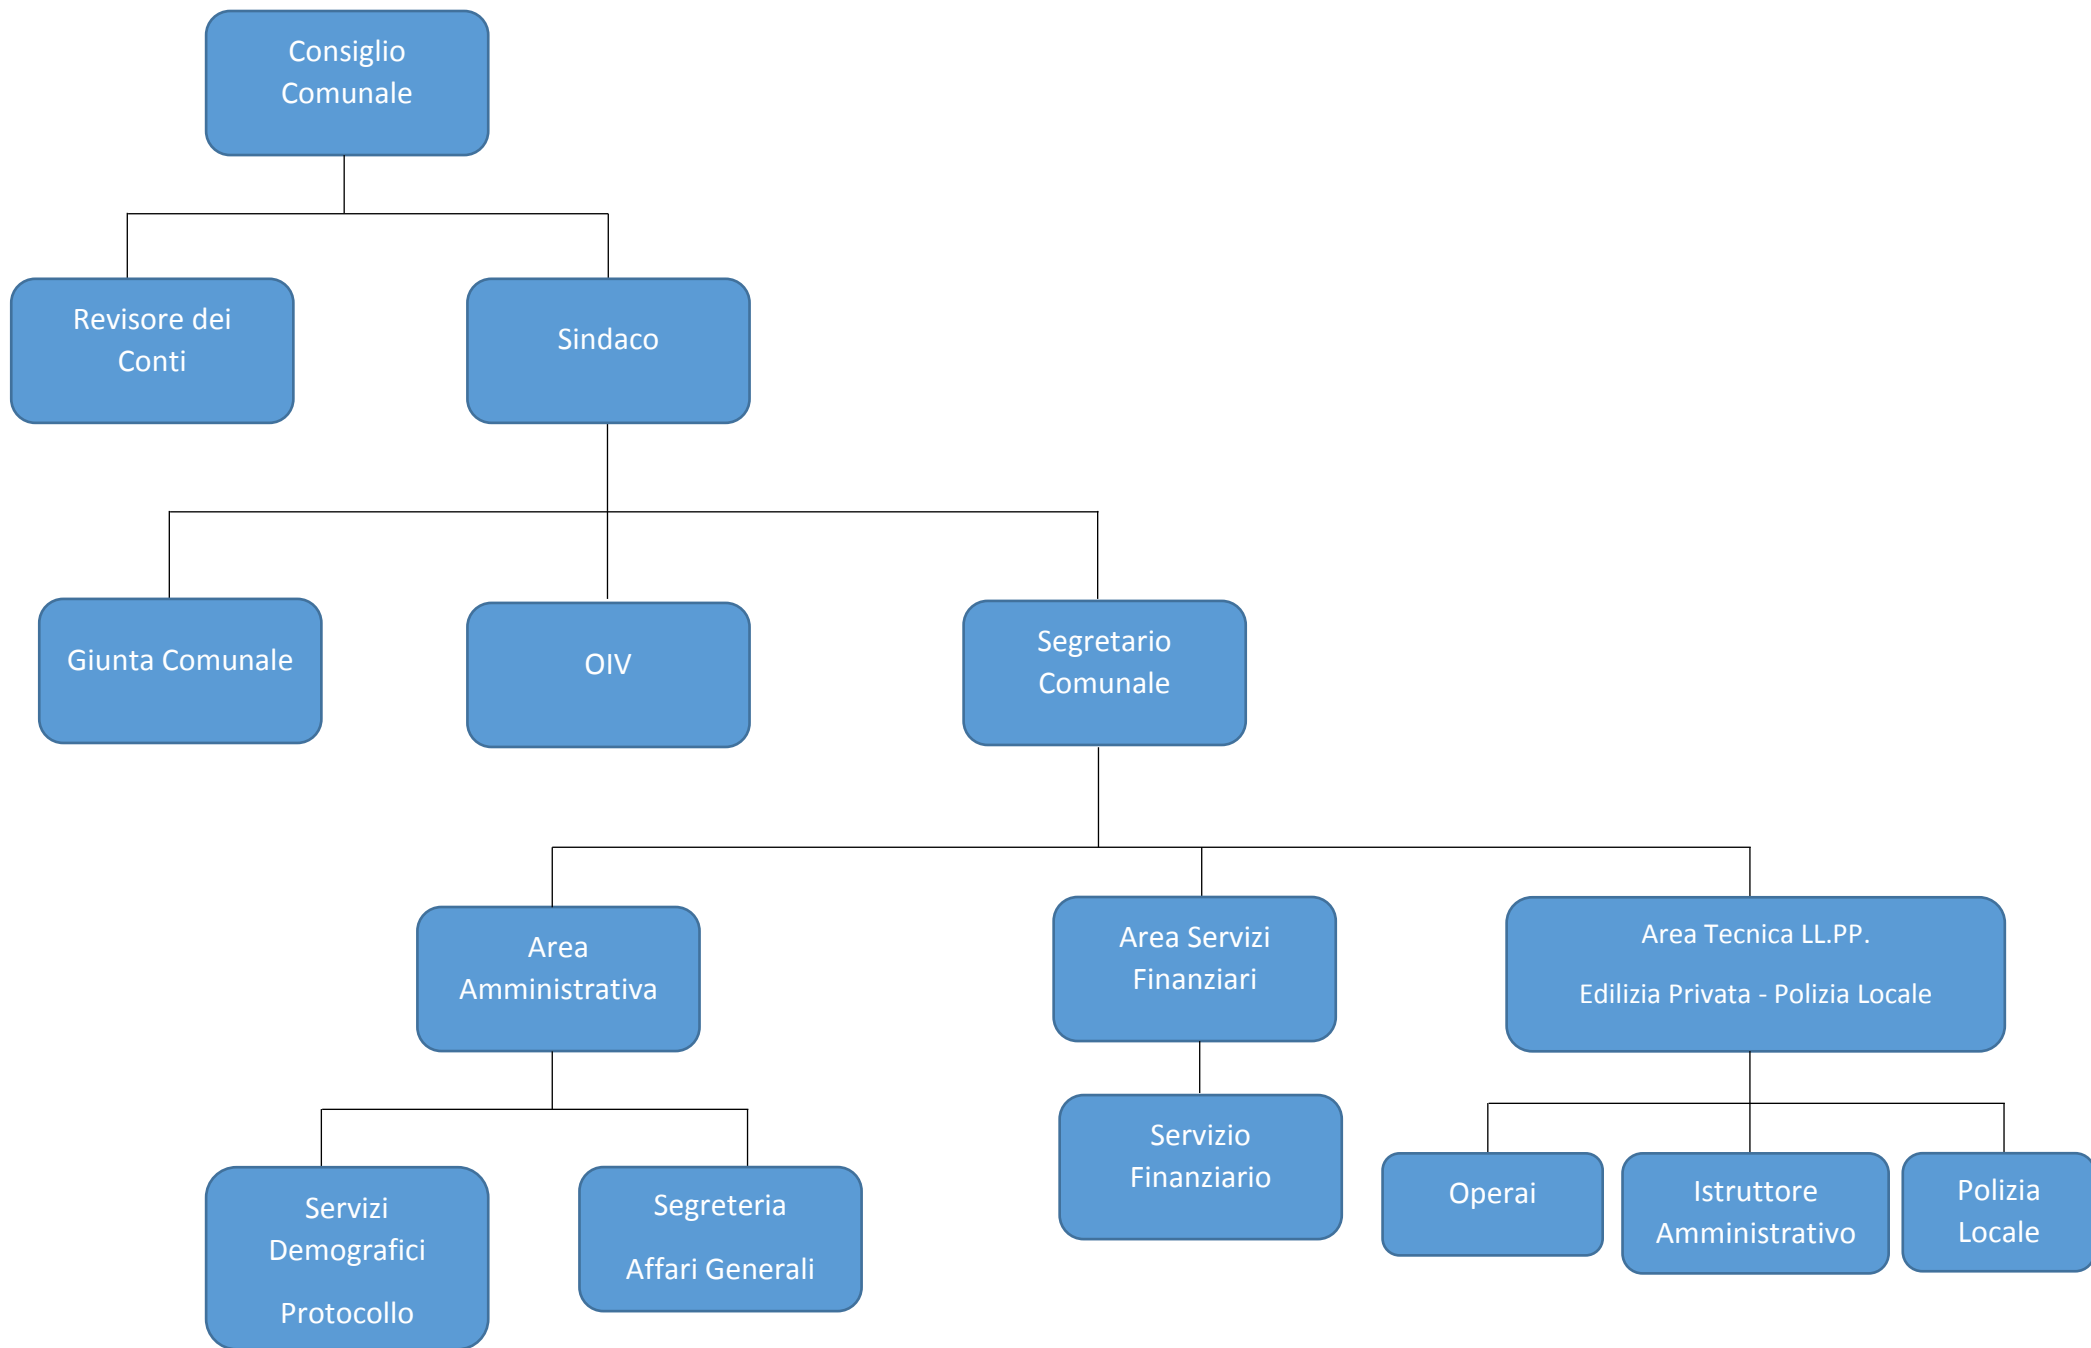 Consiglio
Comunale
Revisore dei
Conti
Sindaco
Giunta Comunale
OIV
Segretario
Comunale
Area
Amministrativa
Area Servizi
Finanziari
Area Tecnica LL.PP.
Edilizia Privata - Polizia Locale
Servizi
Demografici
Protocollo
Segreteria
Affari Generali
Servizio
Finanziario
Operai
Istruttore
Amministrativo
Polizia
Locale